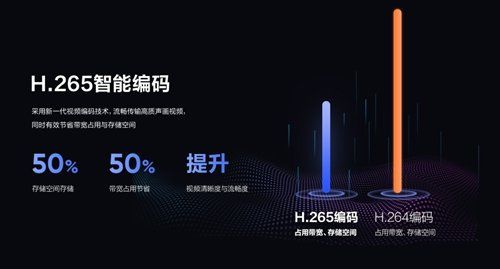 H.265智能编码
采用新一代视频编码技术，流畅传输高质声画视频，
同时有效节省带宽占用与存储空间
50% 50% 提升
存储空间存储 带宽占用节省 视频清晰度与流畅度
H.265编码 H.264编码
占用带宽、存储空间 占用带宽、存储空间